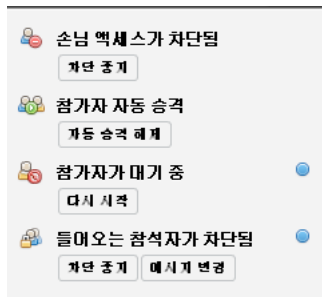 손님 액세스가 차단됨
차단 중지
참가자 자동 승격
자동 승격 해제
참가자가 대기 중
다시 시작
들어오는 참석자가 차단됨
차단 중지 메시지 변경